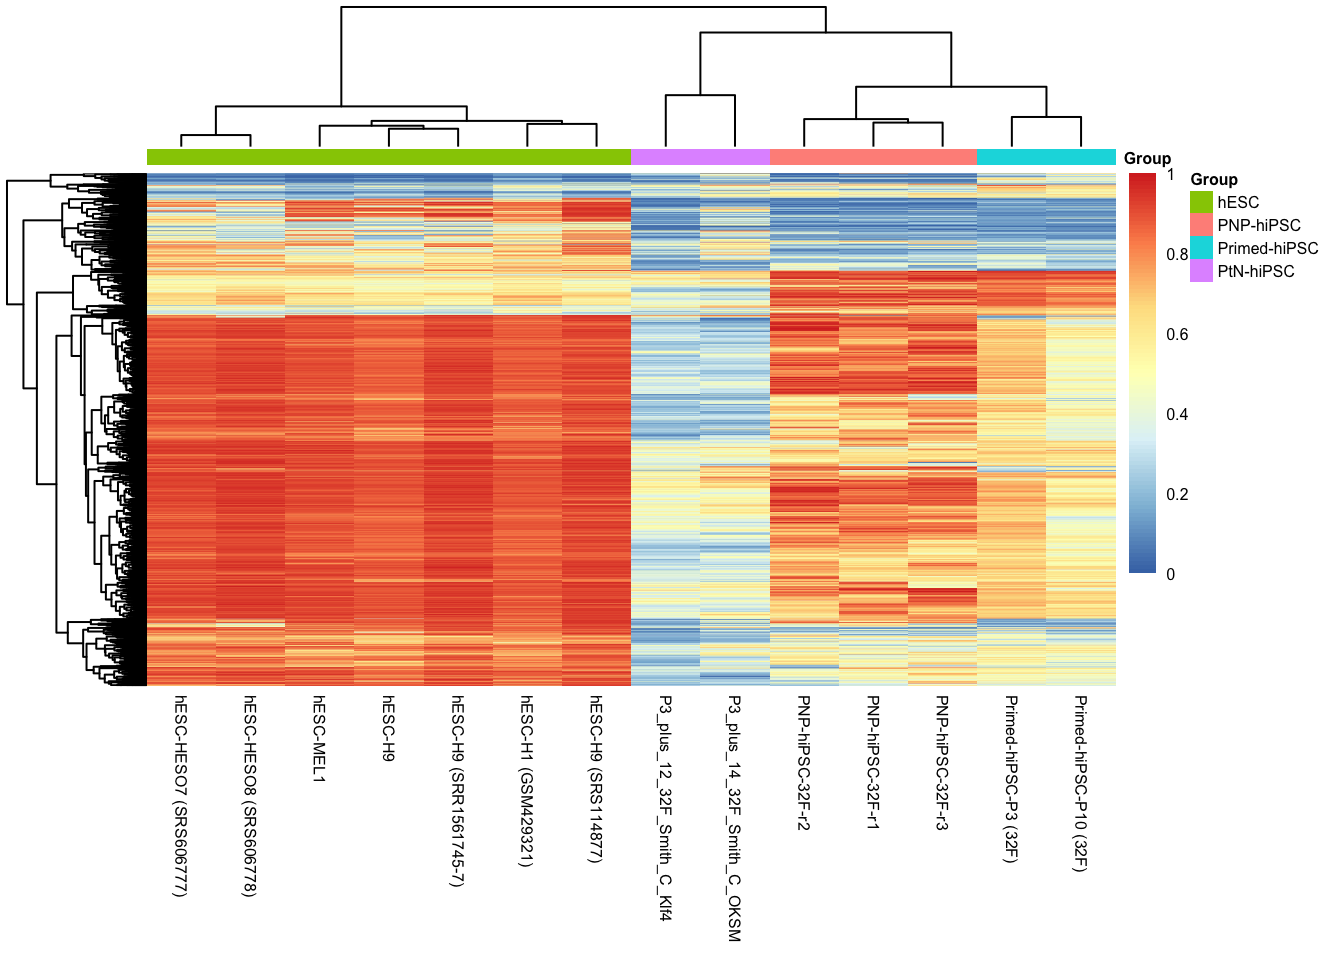 Group
1
0.8
0.6
0.4
0.2
0
Group
hESC
PNP-hiPSC
Primed-hiPSC
PtN-hiPSC
hESC-HESO7 (SRS606777)
hESC-HESO8 (SRS606778)
hESC-MEL1
hESC-H9
hESC-H9 (SRR1561745-7)
hESC-H1 (GSM429321)
hESC-H9 (SRS114877)
P3_plus_12_32F_Smith_C_Klf4
P3_plus_14_32F_Smith_C_OKSM
PNP-hiPSC-32F-r2
PNP-hiPSC-32F-r1
PNP-hiPSC-32F-r3
Primed-hiPSC-P3 (32F)
Primed-hiPSC-P10 (32F)